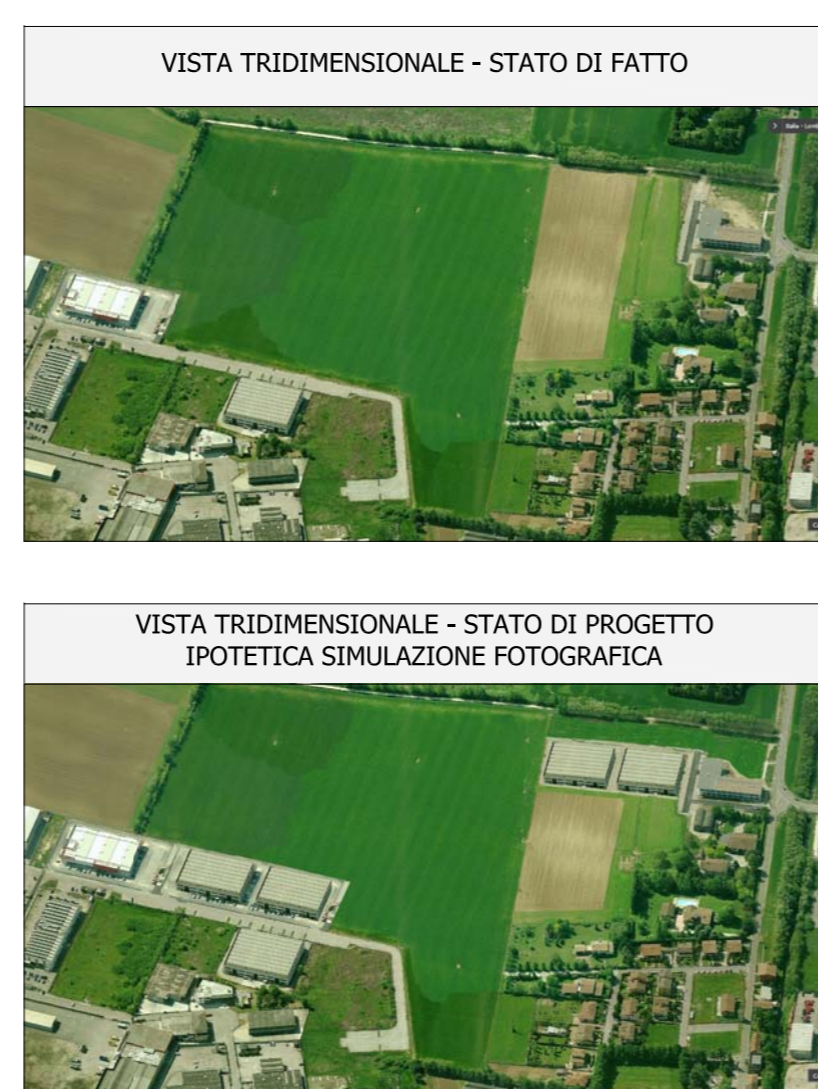 VISTA TRIDIMENSIONALE - STATO DI FATTO
VISTA TRIDIMENSIONALE - STATO DI PROGETTO
IPOTETICA SIMULAZIONE FOTOGRAFICA